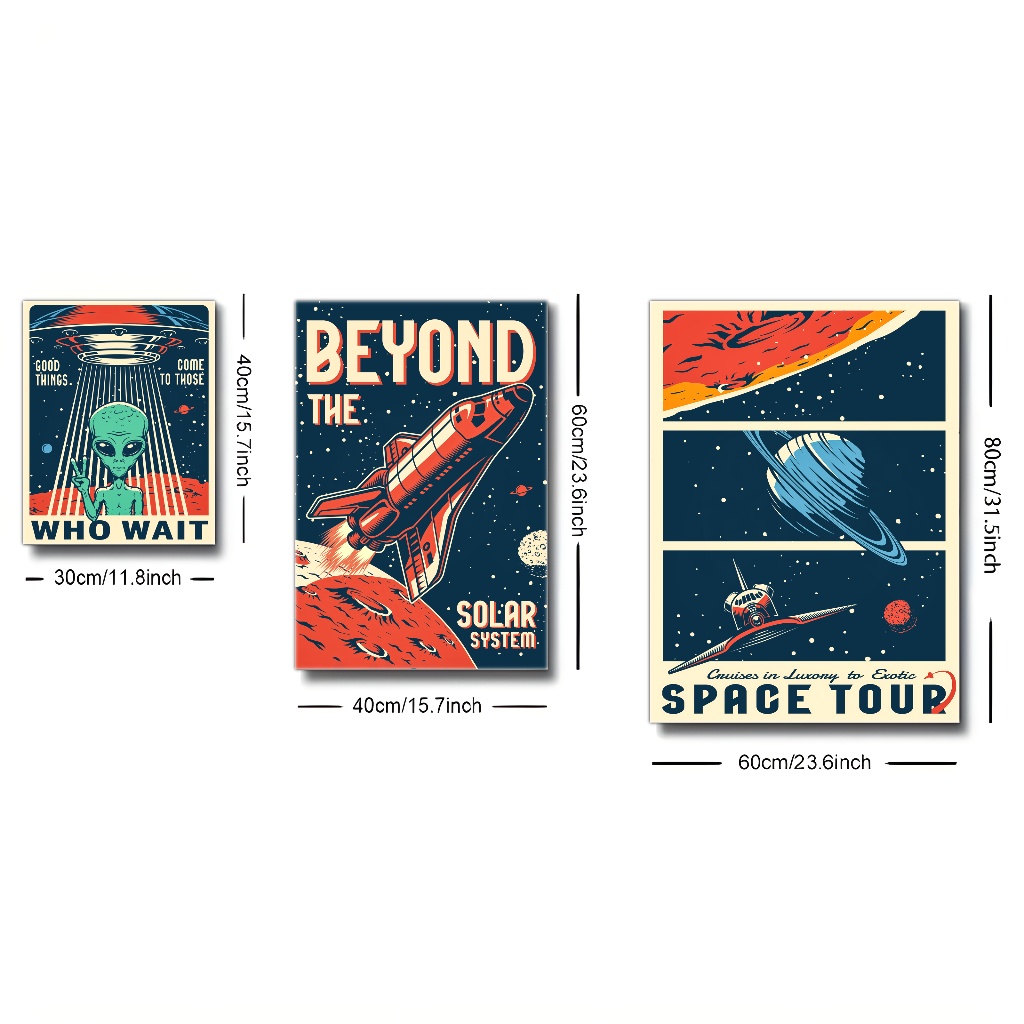 GOOD
THINGS.
COME
TO THOSE
WHO WAIT
40cm/15.7inch
30cm/11.8inch
BEYOND
THE
SOLAR
SYSTEM
60cm/23.6inch
40cm/15.7inch
Cruises in Luxory to Exotic
SPACE TOUR
80cm/31.5inch
60cm/23.6inch